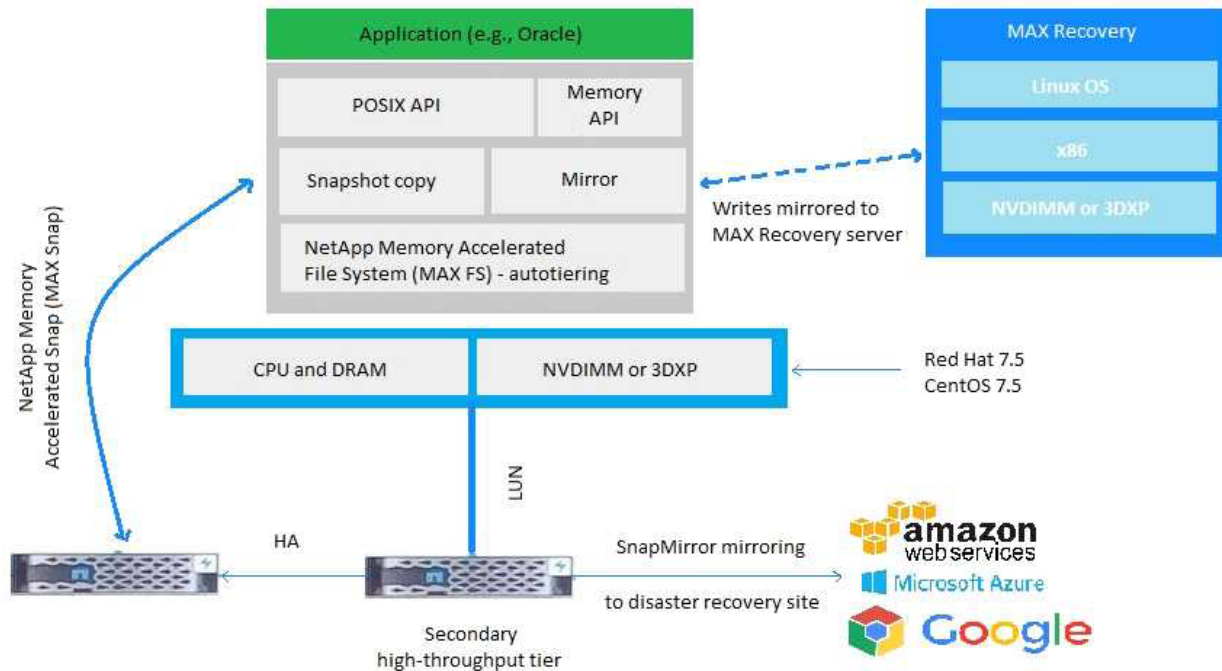 Application (e.g., Oracle)
POSIX API
Memory
API
Snapshot copy
Mirror
NetApp Memory Accelerated
File System (MAX FS) - autotiering
MAX Recovery
Linux OS
x86
NVDIMM or 3DXP
Writes mirrored to
MAX Recovery server
NetApp Memory
Accelerated Snap (MAX Snap)
CPU and DRAM
NVDIMM or 3DXP
Red Hat 7.5
CentOS 7.5
LUN
HA
SnapMirror mirroring
to disaster recovery site
Secondary
high-throughput tier
amazon
webservices
Microsoft Azure
Google